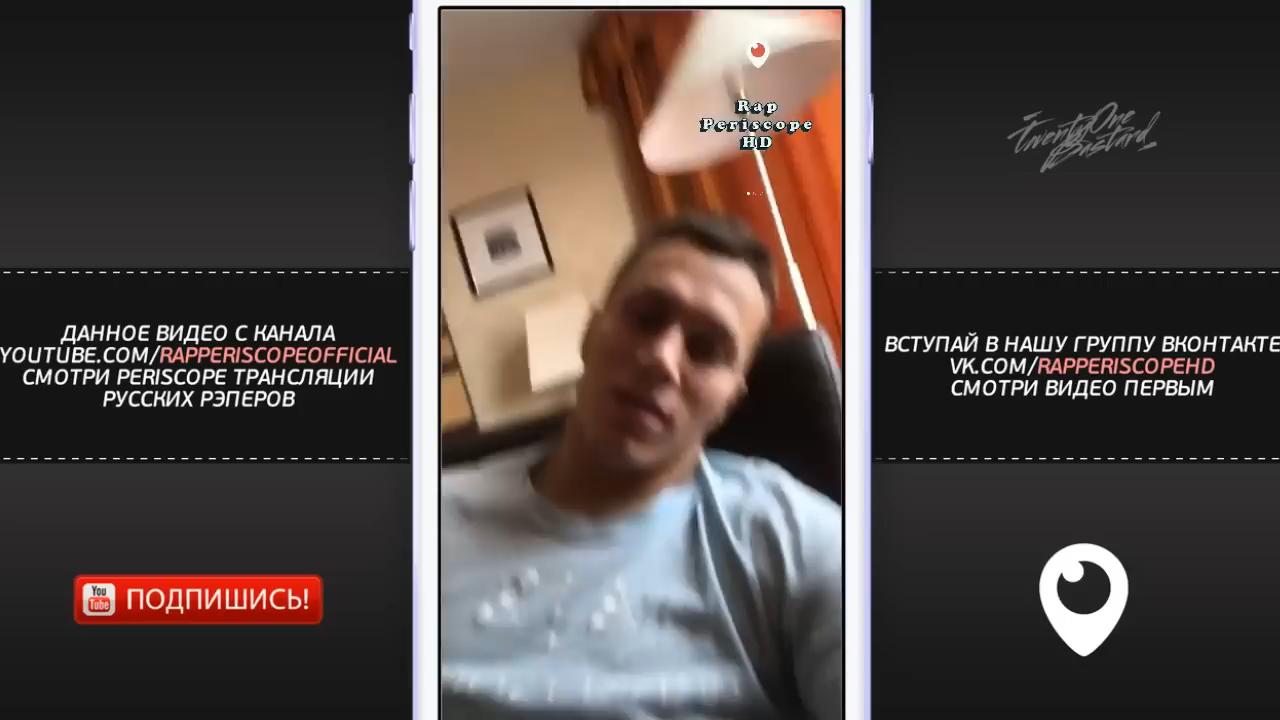 ДАННОЕ ВИДЕО С КАНАЛА
YOUTUBE.COM/RAPPERISCOPEOFFICIAL
СМОТРИ PERISCOPE ТРАНСЛЯЦИИ
РУССКИХ РЭПЕРОВ
You
Tube
ПОДПИШИСЬ!
Rap
Periscope
HD
TwentyOne
Bastard
ВСТУПАЙ В НАШУ ГРУППУ ВКОНТАКТЕ
VK.COM/RAPPERISCOPEHD
СМОТРИ ВИДЕО ПЕРВЫМ